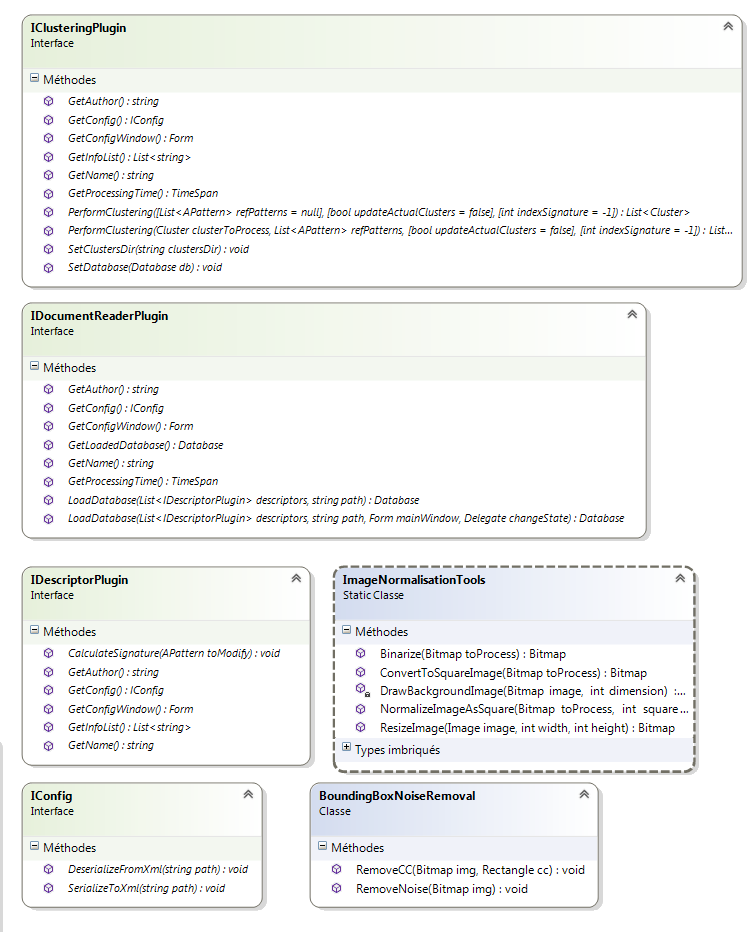 IClusteringPlugin
Interface
Méthodes
GetAuthor() : string
GetConfig() : IConfig
GetConfigWindow() : Form
GetInfoList() : List<string>
GetName() : string
GetProcessingTime() : TimeSpan
PerformClustering([List<APattern> refPatterns = null], [bool updateActualClusters = false], [int indexSignature = -1]) : List<Cluster>
PerformClustering(Cluster clusterToProcess, List<APattern> refPatterns, [bool updateActualClusters = false], [int indexSignature = -1]) : List...
SetClustersDir(string clustersDir) : void
SetDatabase(Database db) : void
IDocumentReaderPlugin
Interface
Méthodes
GetAuthor() : string
GetConfig() : IConfig
GetConfigWindow() : Form
GetLoadedDatabase() : Database
GetName() : string
GetProcessingTime() : TimeSpan
LoadDatabase(List<IDescriptorPlugin> descriptors, string path) : Database
LoadDatabase(List<IDescriptorPlugin> descriptors, string path, Form mainWindow, Delegate changeState) : Database
IDescriptorPlugin
Interface
Méthodes
CalculateSignature(APattern toModify) : void
GetAuthor() : string
GetConfig() : IConfig
GetConfigWindow() : Form
GetInfoList() : List<string>
GetName() : string
ImageNormalisationTools
Static Classe
Méthodes
Binarize(Bitmap toProcess) : Bitmap
ConvertToSquareImage(Bitmap toProcess) : Bitmap
DrawBackgroundImage(Bitmap image, int dimension) :...
NormalizeImageAsSquare(Bitmap toProcess, int square...
ResizeImage(Image image, int width, int height) : Bitmap
Types imbriqués
IConfig
Interface
Méthodes
DeserializeFromXml(string path) : void
SerializeToXml(string path) : void
BoundingBoxNoiseRemoval
Classe
Méthodes
RemoveCC(Bitmap img, Rectangle cc) : void
RemoveNoise(Bitmap img) : void